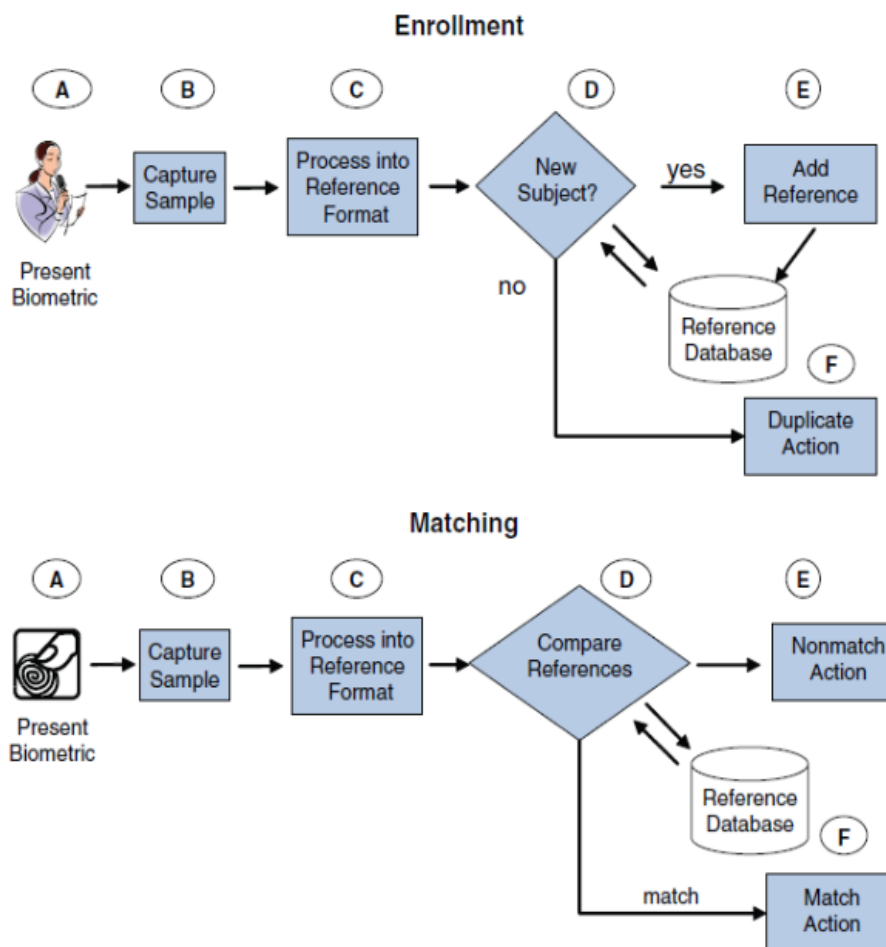 Enrollment
A
B
C
D
E
Present
Biometric
Capture
Sample
Process into
Reference
Format
New
Subject?
yes
no
Add
Reference
Reference
Database
F
Duplicate
Action
Matching
A
B
C
D
E
Present
Biometric
Capture
Sample
Process into
Reference
Format
Compare
References
Nonmatch
Action
Reference
Database
F
match
Match
Action